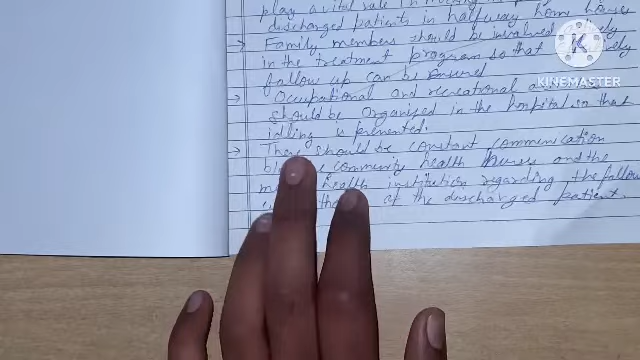 play a vital role in
discharged patients in halfway home houses
→ Family members should be involved
in the treatment program so that
follow up can be ensured
→ Occupational and recreational
should be organised in the hospital so that
idling is prevented.
→ There should be constant commenication
community health nurses and the
health institution regarding the follow
of the discharged patient.
KINEMASTER